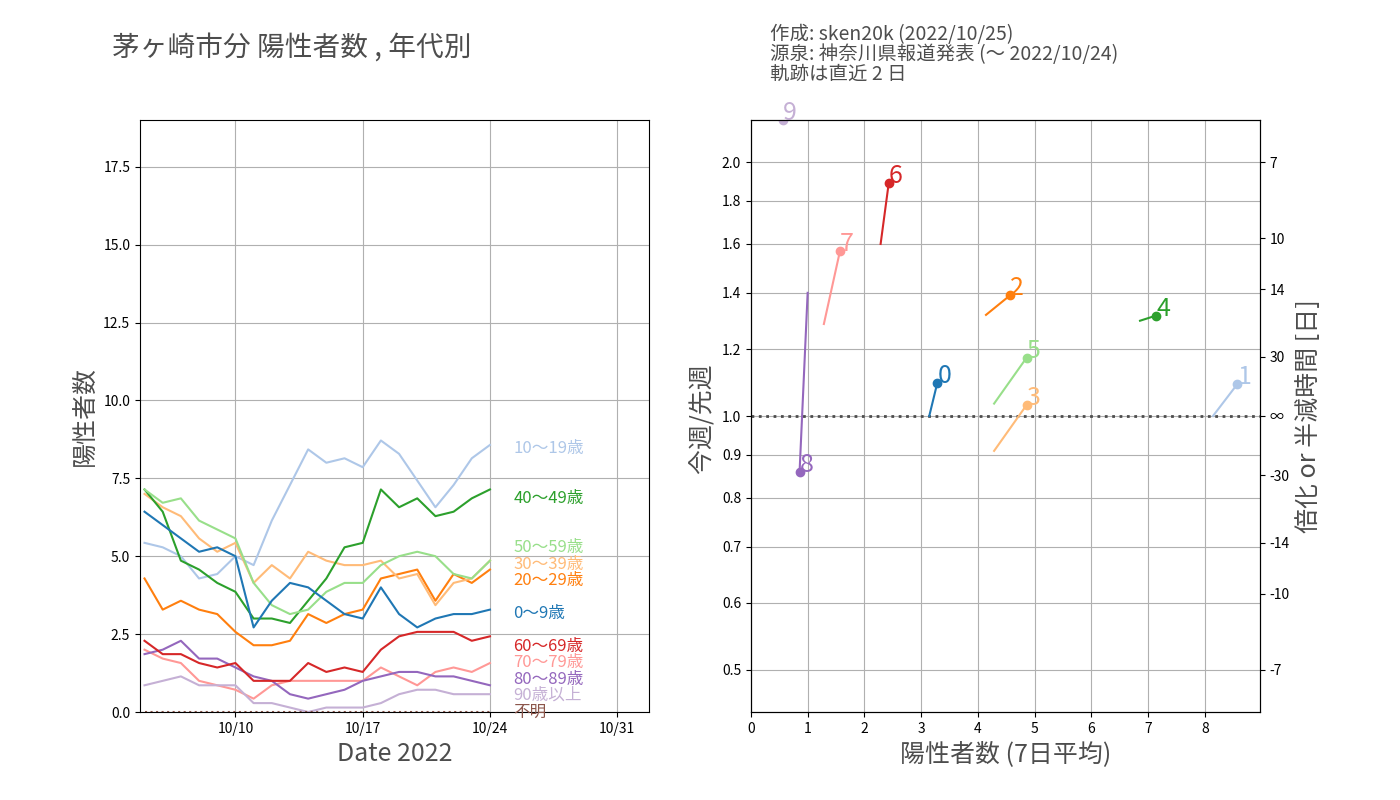 茅ヶ崎市分 陽性者数 , 年代別
作成: sken20k (2022/10/25)
源泉: 神奈川県報道発表 (〜 2022/10/24)
軌跡は直近 2 日
陽性者数
17.5
15.0
12.5
10.0
7.5
5.0
2.5
0.0
10〜19歳
40〜49歳
50〜59歳
30〜39歳
20〜29歳
0〜9歳
60〜69歳
70〜79歳
80〜89歳
90歳以上
不明
10/10
10/17
10/24
10/31
Date 2022
今週/先週
2.0
1.8
1.6
1.4
1.2
1.0
0.9
0.8
0.7
0.6
0.5
9
6
7
2
4
5
0
1
3
8
7
10
14
30
∞
-30
-14
-10
-7
倍化 or 半減時間 [日]
0
1
2
3
4
5
6
7
8
陽性者数 (7日平均)